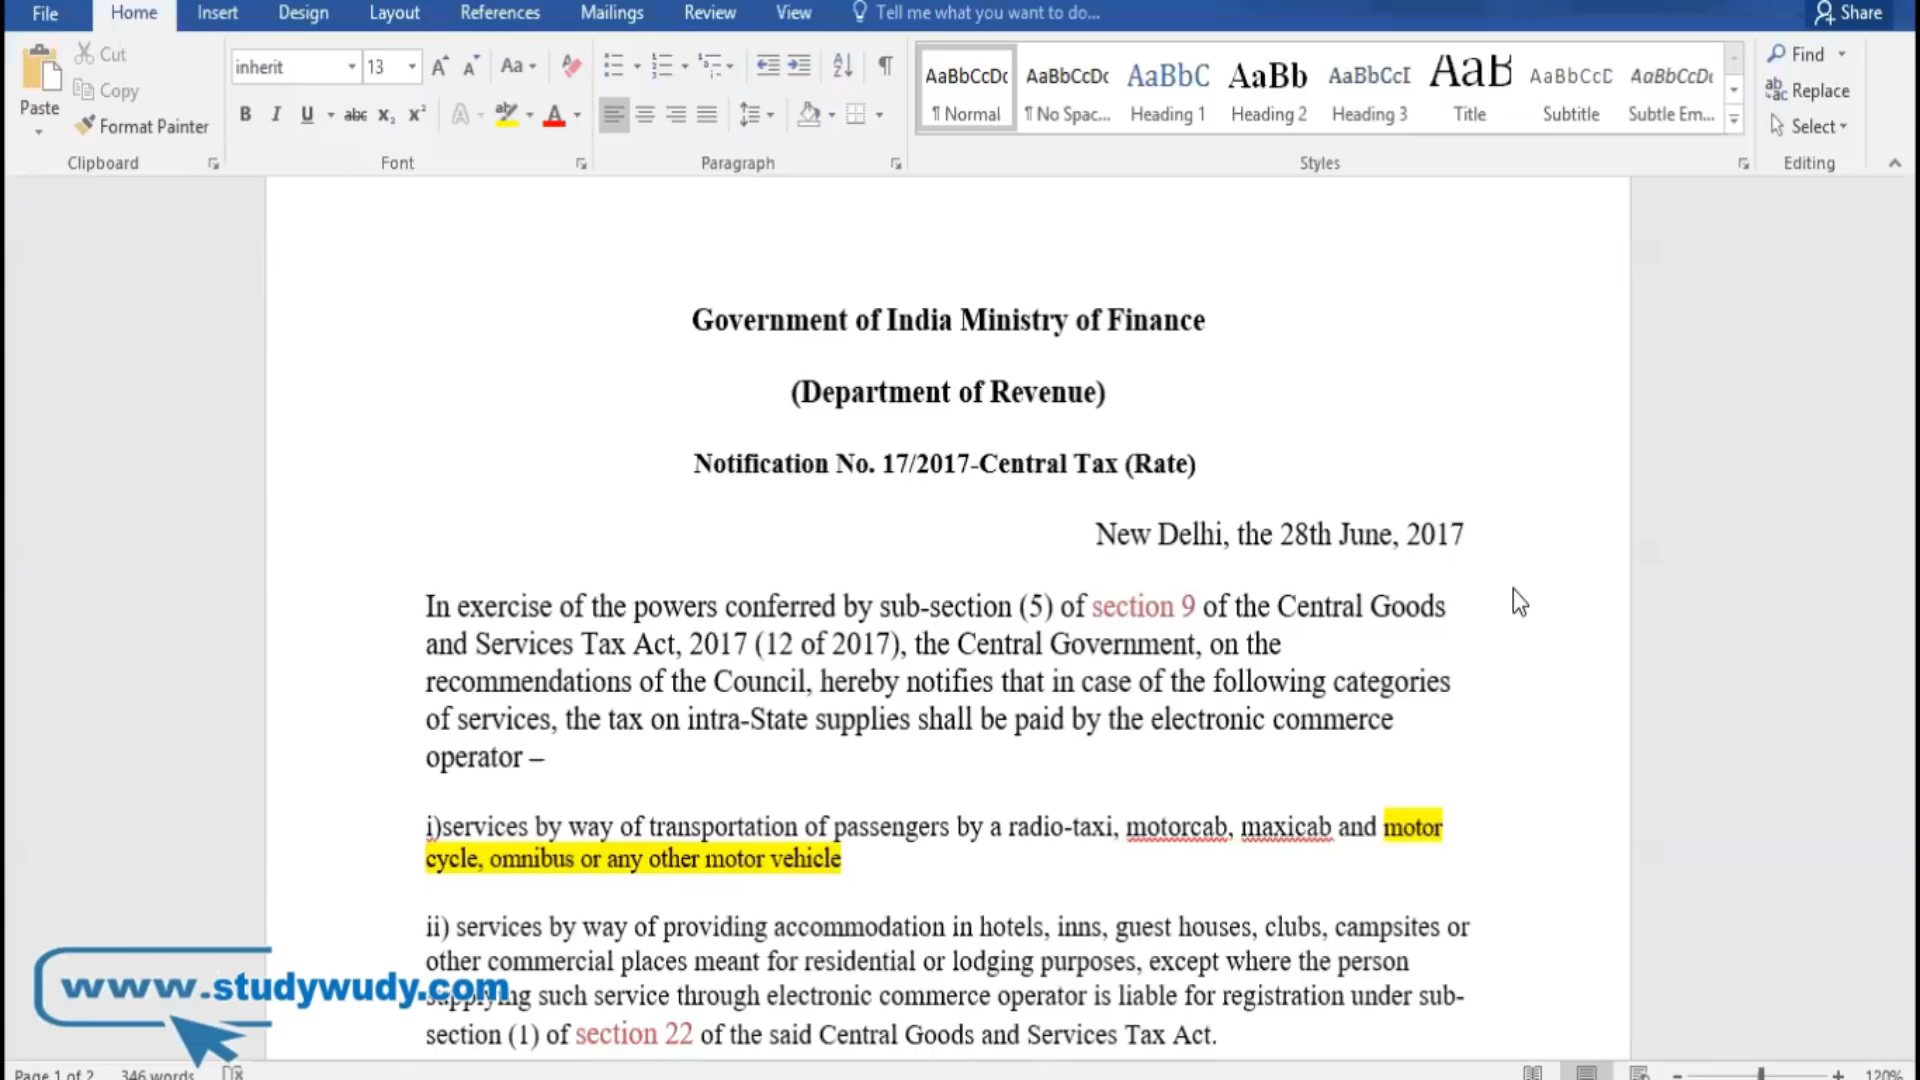 File Home Insert Design Layout References Mailings Review View Tell me what you want to do... Share
Cut
Copy
Format Painter
Paste
Clipboard
inherit 13 Aa
B I U abc X₂ X²
Font
Paragraph
AaBbCcDc AaBbCcDc AaBbC AaBb AaBbCcI AaB AaBbCcD AaBbCcDc
¶ Normal ¶ No Spac... Heading 1 Heading 2 Heading 3 Title Subtitle Subtle Em...
Styles
Find
Replace
Select
Editing
Government of India Ministry of Finance
(Department of Revenue)
Notification No. 17/2017-Central Tax (Rate)
New Delhi, the 28th June, 2017
In exercise of the powers conferred by sub-section (5) of section 9 of the Central Goods
and Services Tax Act, 2017 (12 of 2017), the Central Government, on the
recommendations of the Council, hereby notifies that in case of the following categories
of services, the tax on intra-State supplies shall be paid by the electronic commerce
operator –
i)services by way of transportation of passengers by a radio-taxi, motorcab, maxicab and motor
cycle, omnibus or any other motor vehicle
ii) services by way of providing accommodation in hotels, inns, guest houses, clubs, campsites or
other commercial places meant for residential or lodging purposes, except where the person
supplying such service through electronic commerce operator is liable for registration under sub-
section (1) of section 22 of the said Central Goods and Services Tax Act.
www.studywudy.com
Page 1 of 2 346 words 120%